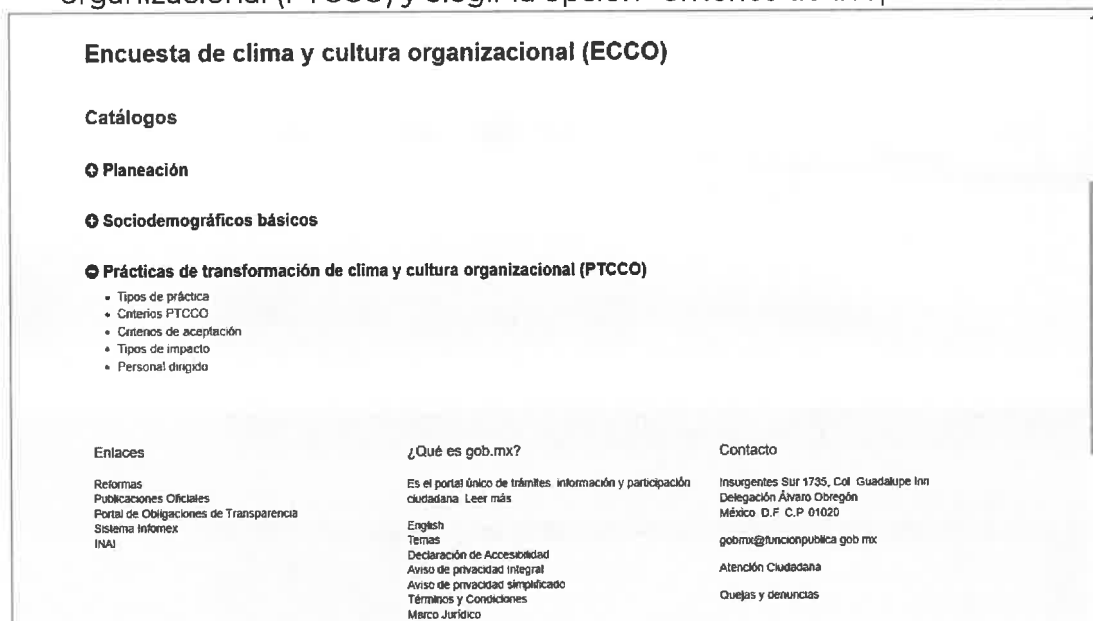 organizacional (PTCCO) y elegir la opción
Encuesta de clima y cultura organizacional (ECCO)
Catálogos
Planeación
Sociodemográficos básicos
Prácticas de transformación de clima y cultura organizacional (PTCCO)
• Tipos de práctica
• Criterios PTCCO
• Criterios de aceptación
• Tipos de impacto
• Personal dirigido
Enlaces
Reformas
Publicaciones Oficiales
Portal de Obligaciones de Transparencia
Sistema Infomex
INAI
¿Qué es gob.mx?
Es el portal único de trámites información y participación
ciudadana Leer más
English
Temas
Declaración de Accesibilidad
Aviso de privacidad integral
Aviso de privacidad simplificado
Términos y Condiciones
Marco Jurídico
Contacto
Insurgentes Sur 1735, Col Guadalupe Inn
Delegación Álvaro Obregón
México D.F C.P 01020
gobmx@funcionpublica gob mx
Atención Ciudadana
Quejas y denuncias